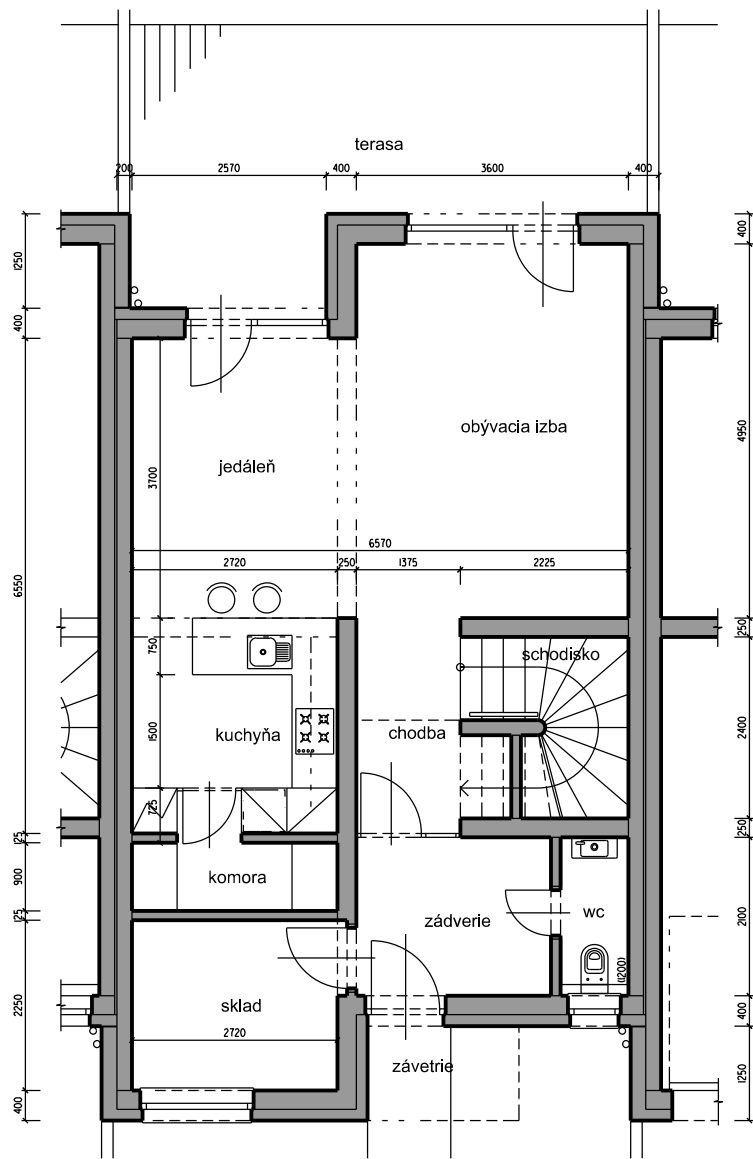 terasa
200 2570 400 3600 400
1250
400
400
4950
obývacia izba
jedáleň
3700
6570
2720 250 1375 2225
6550
750
250
schodisko
1500
kuchyňa
chodba
2400
725
125
250
900
komora
125
zádverie
wc
2100
2250
sklad
(1200)
2720
400
závetrie
1250
400